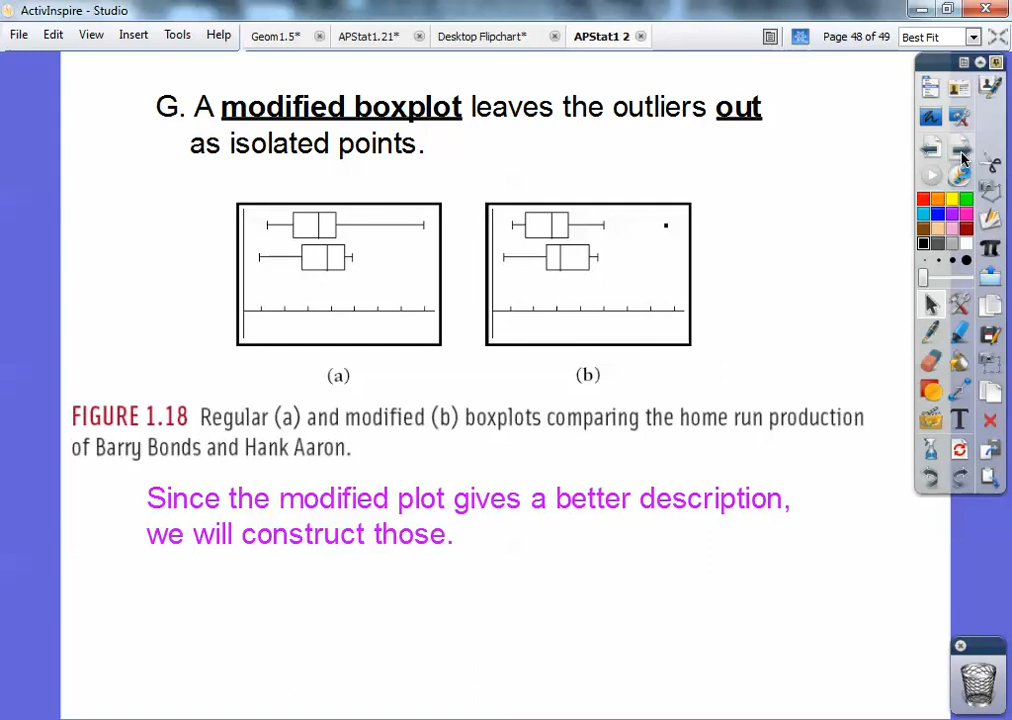 ActivInspire - Studio
File Edit View Insert Tools Help Geom1.5* APStat1.21* Desktop Flipchart* APStat1 2 Page 48 of 49 Best Fit
G. A modified boxplot leaves the outliers out
as isolated points.
(a) (b)
FIGURE 1.18 Regular (a) and modified (b) boxplots comparing the home run production
of Barry Bonds and Hank Aaron.
Since the modified plot gives a better description,
we will construct those.